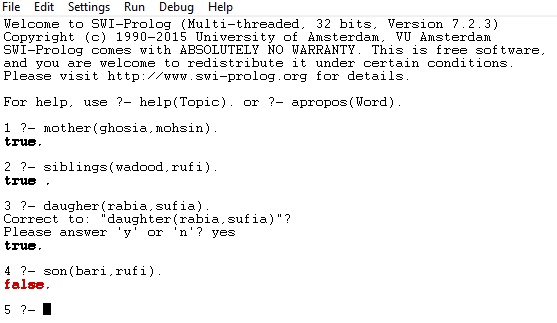 File Edit Settings Run Debug Help
Welcome to SWI-Prolog (Multi-threaded, 32 bits, Version 7.2.3)
Copyright (c) 1990-2015 University of Amsterdam, VU Amsterdam
SWI-Prolog comes with ABSOLUTELY NO WARRANTY. This is free software,
and you are welcome to redistribute it under certain conditions.
Please visit http://www.swi-prolog.org for details.
For help, use ?- help(Topic). or ?- apropos(Word).
1 ?- mother(ghosia,mohsin).
true.
2 ?- siblings(wadood,rufi).
true .
3 ?- daugher(rabia,sufia).
Correct to: "daughter(rabia,sufia)"?
Please answer 'y' or 'n'? yes
true.
4 ?- son(bari,rufi).
false.
5 ?-